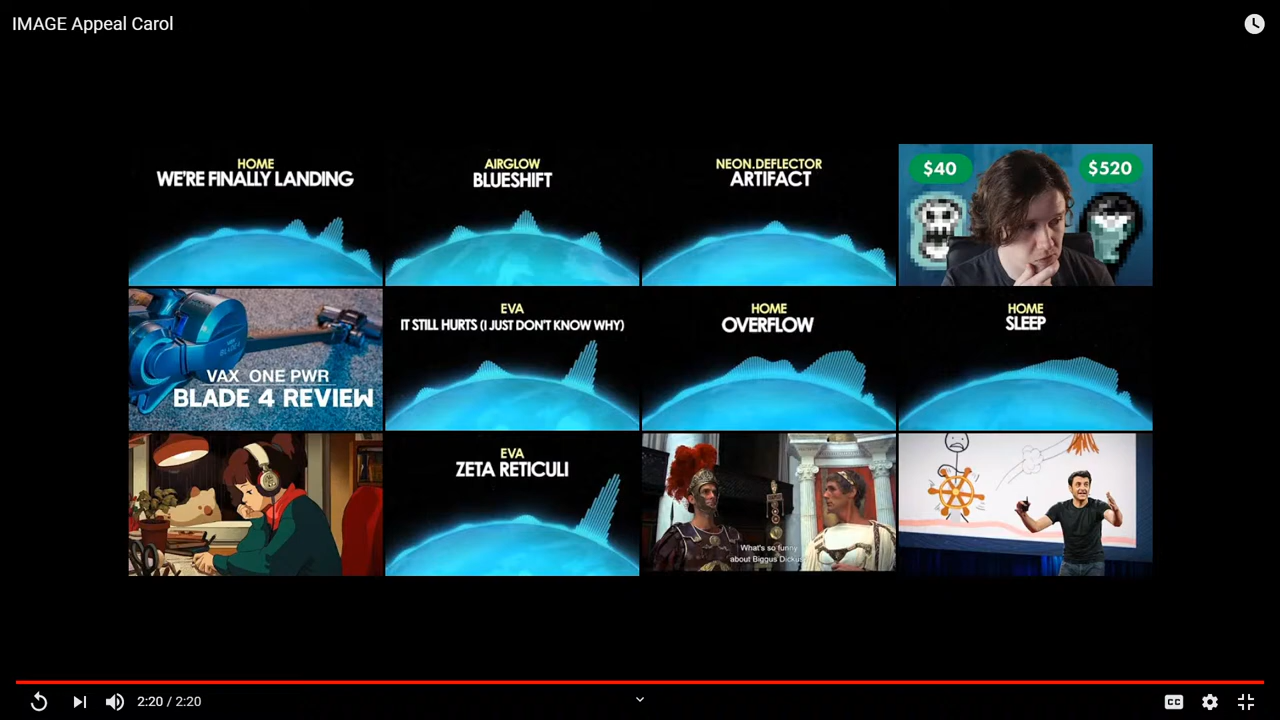 IMAGE Appeal Carol
HOME
WE'RE FINALLY LANDING
AIRGLOW
BLUESHIFT
NEON.DEFLECTOR
ARTIFACT
$40
$520
VAX ONE PWR
BLADE 4 REVIEW
EVA
IT STILL HURTS (I JUST DON'T KNOW WHY)
HOME
OVERFLOW
HOME
SLEEP
EVA
ZETA RETICULI
What's so funny
about Biggus Dickus
2:20 / 2:20
CC